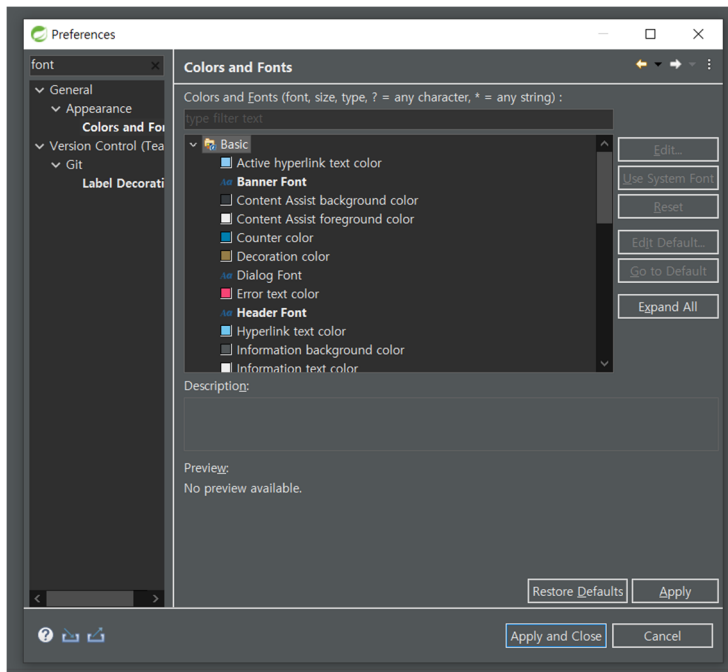 Preferences
font
General
Appearance
Colors and For
Version Control (Tea
Git
Label Decorati
Colors and Fonts
Colors and Fonts (font, size, type, ? = any character, * = any string) :
type filter text
Basic
Active hyperlink text color
Aa Banner Font
Content Assist background color
Content Assist foreground color
Counter color
Decoration color
Aa Dialog Font
Error text color
Aa Header Font
Hyperlink text color
Information background color
Information text color
Edit...
Use System Font
Reset
Edit Default...
Go to Default
Expand All
Description:
Preview:
No preview available.
Restore Defaults
Apply
?
Apply and Close
Cancel